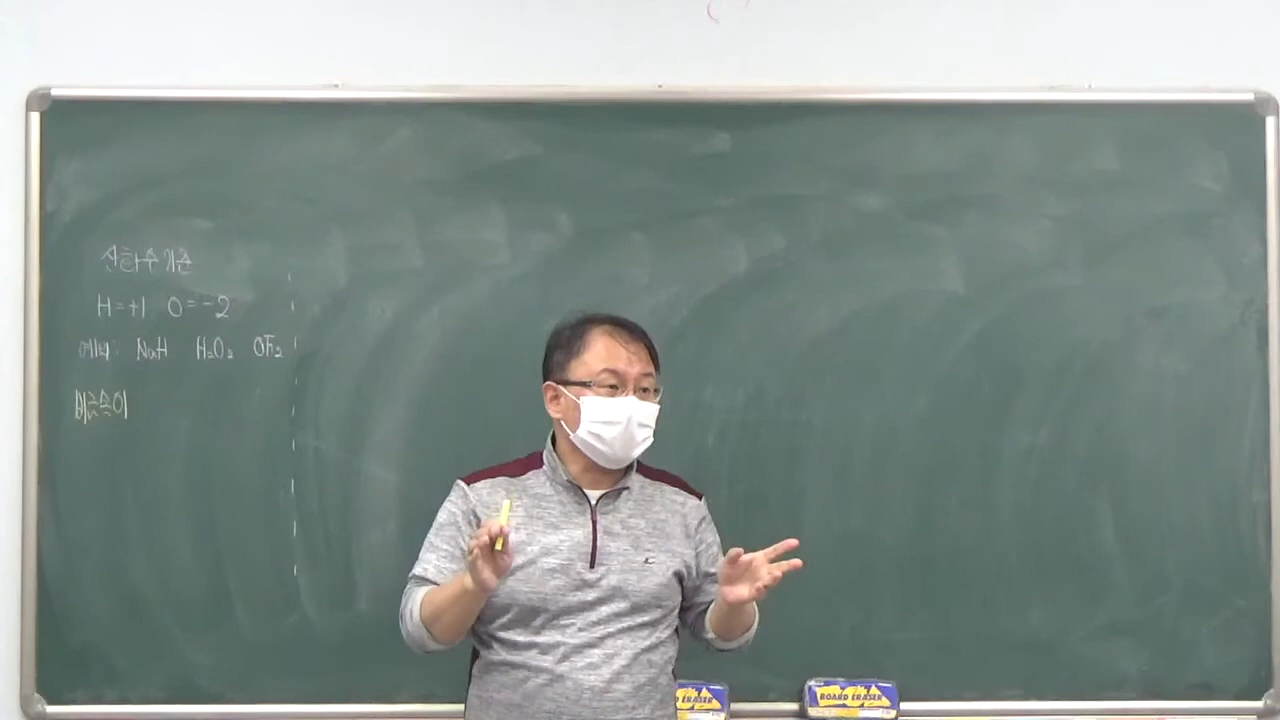 산화수 기준
H=+1 O=-2
예외: NaH H₂O₂ OF₂
비금속이
BOARD ERASER
D ERASER